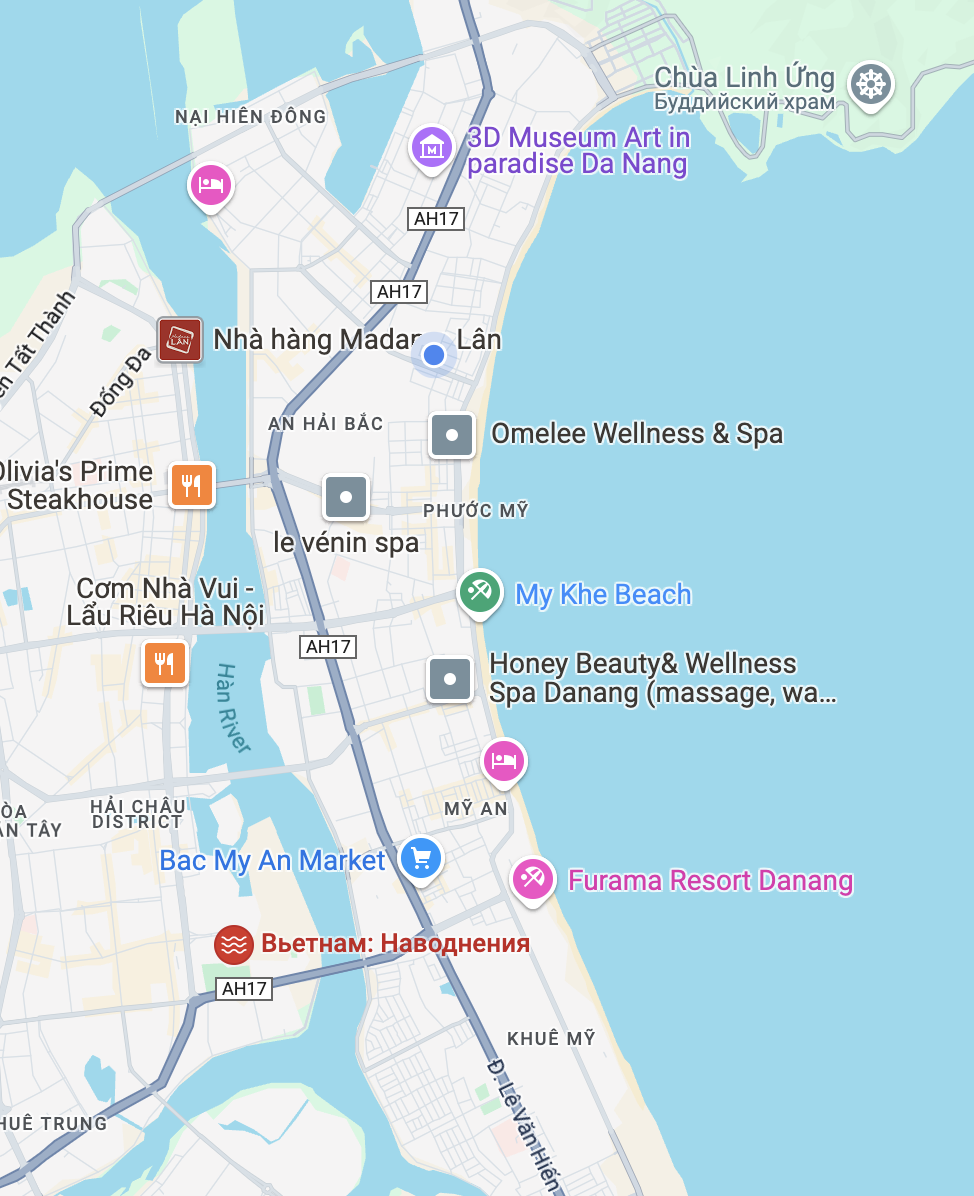 Chùa Linh Ứng
Буддийский храм
NẠI HIÊN ĐÔNG
3D Museum Art in
paradise Da Nang
AH17
AH17
Tất Thành
Nhà hàng Madam Lân
LÂN
Đống Đa
AN HẢI BẮC
Omelee Wellness & Spa
Olivia's Prime
Steakhouse
PHƯỚC MỸ
le vénin spa
Cơm Nhà Vui -
Lẩu Riêu Hà Nội
My Khe Beach
AH17
Honey Beauty& Wellness
Spa Danang (massage, wa...
Hàn River
HẢI CHÂU
DISTRICT
MỸ AN
Bac My An Market
Furama Resort Danang
Вьетнам: Наводнения
AH17
KHUÊ MỸ
Đ. Lê Văn Hiến
HUÊ TRUNG